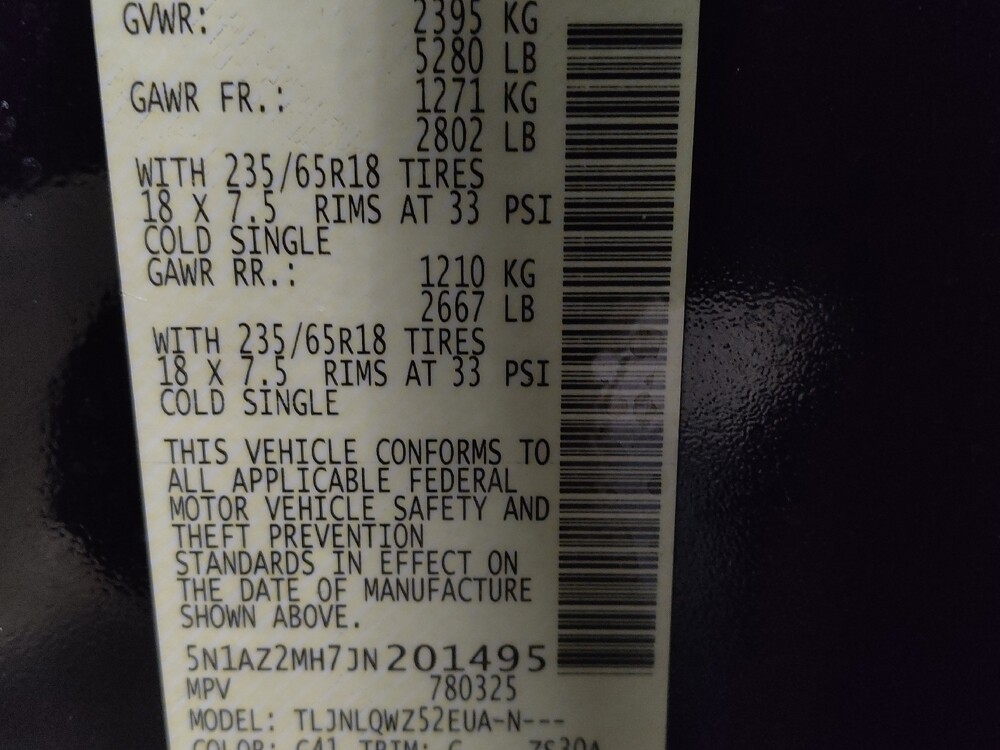 GVWR: 2395 KG
5280 LB
GAWR FR.: 1271 KG
2802 LB
WITH 235/65R18 TIRES
18 X 7.5 RIMS AT 33 PSI
COLD SINGLE
GAWR RR.: 1210 KG
2667 LB
WITH 235/65R18 TIRES
18 X 7.5 RIMS AT 33 PSI
COLD SINGLE
THIS VEHICLE CONFORMS TO
ALL APPLICABLE FEDERAL
MOTOR VEHICLE SAFETY AND
THEFT PREVENTION
STANDARDS IN EFFECT ON
THE DATE OF MANUFACTURE
SHOWN ABOVE.
5N1AZ2MH7JN201495
MPV 780325
MODEL: TLJNLQWZ52EUA-N---
COLOR: TRIM: G